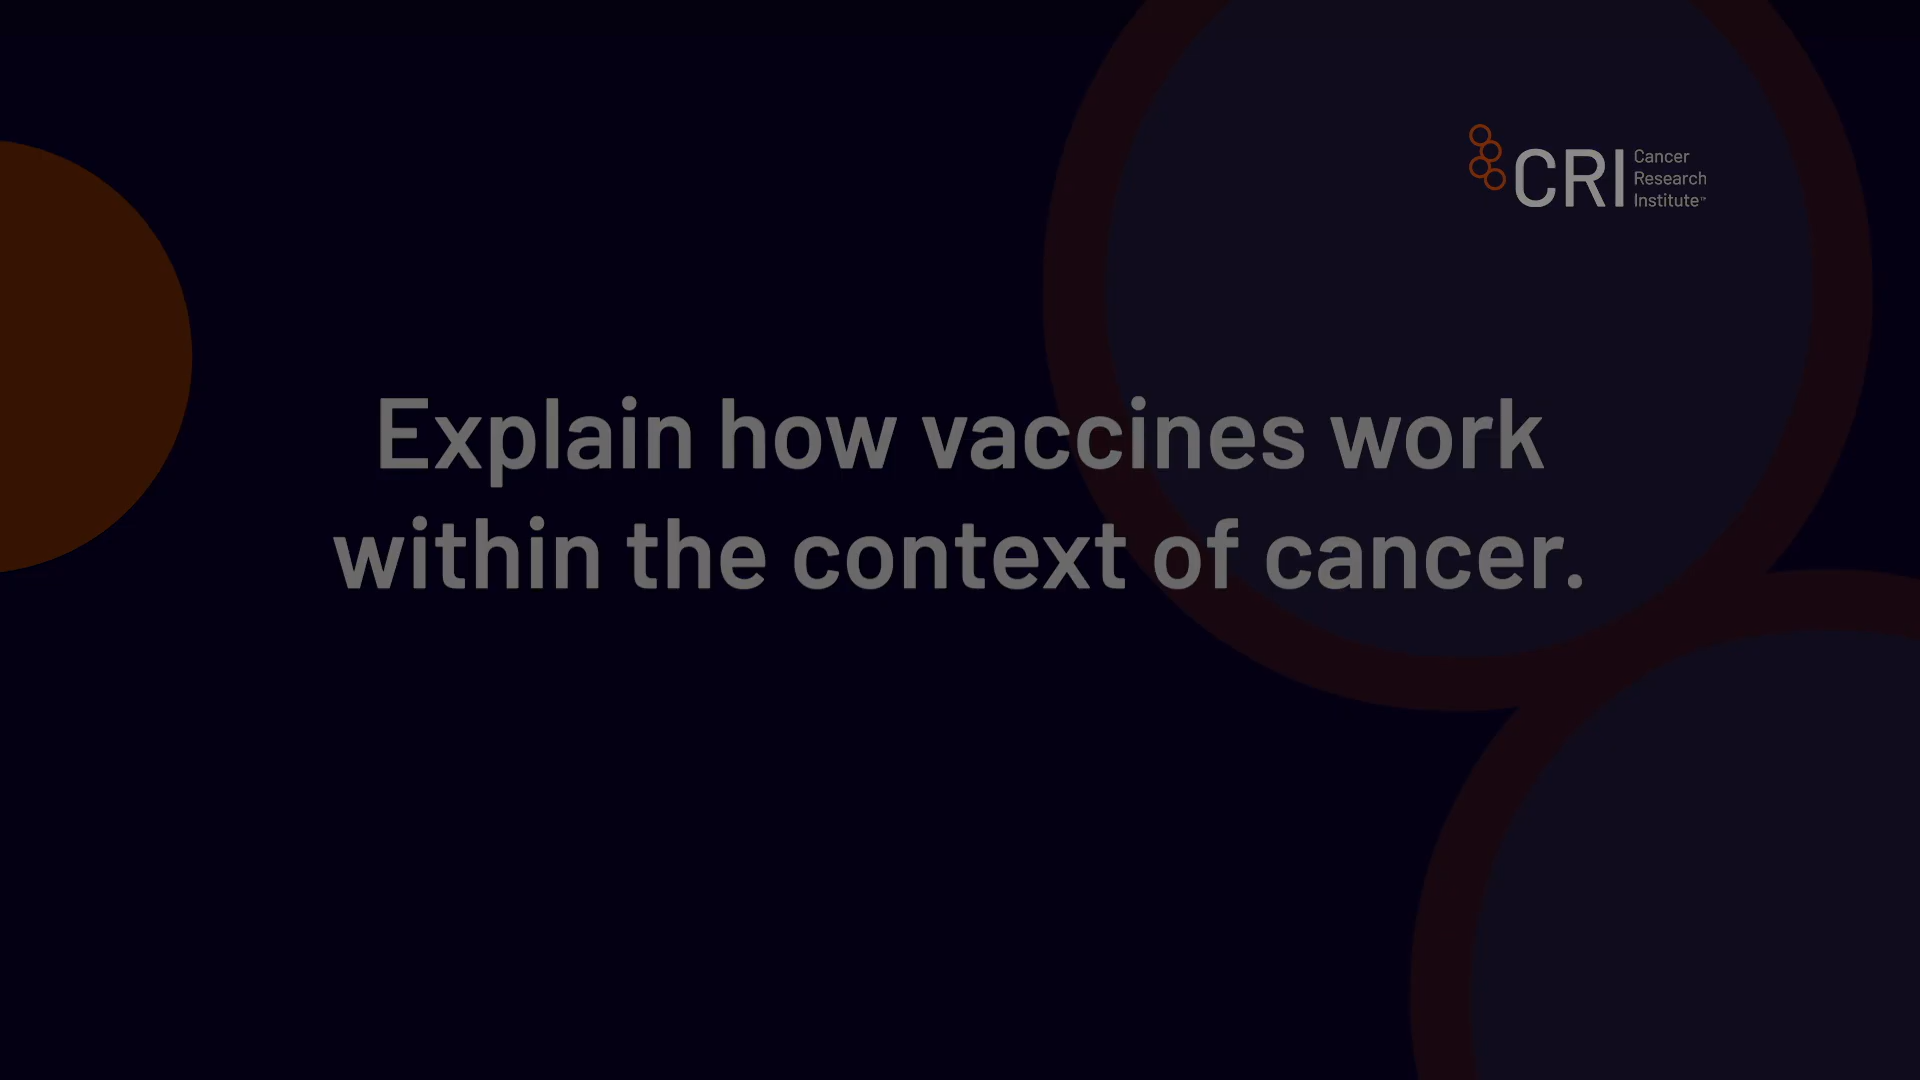 CRI
Cancer
Research
Institute™
Explain how vaccines work
within the context of cancer.